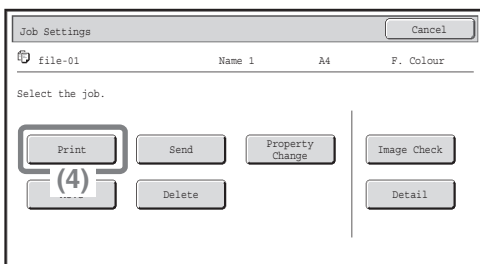 Job Settings Cancel
file-01 Name 1 A4 F. Colour
Select the job.
Print Send Property Change Image Check
(4)
Delete Detail